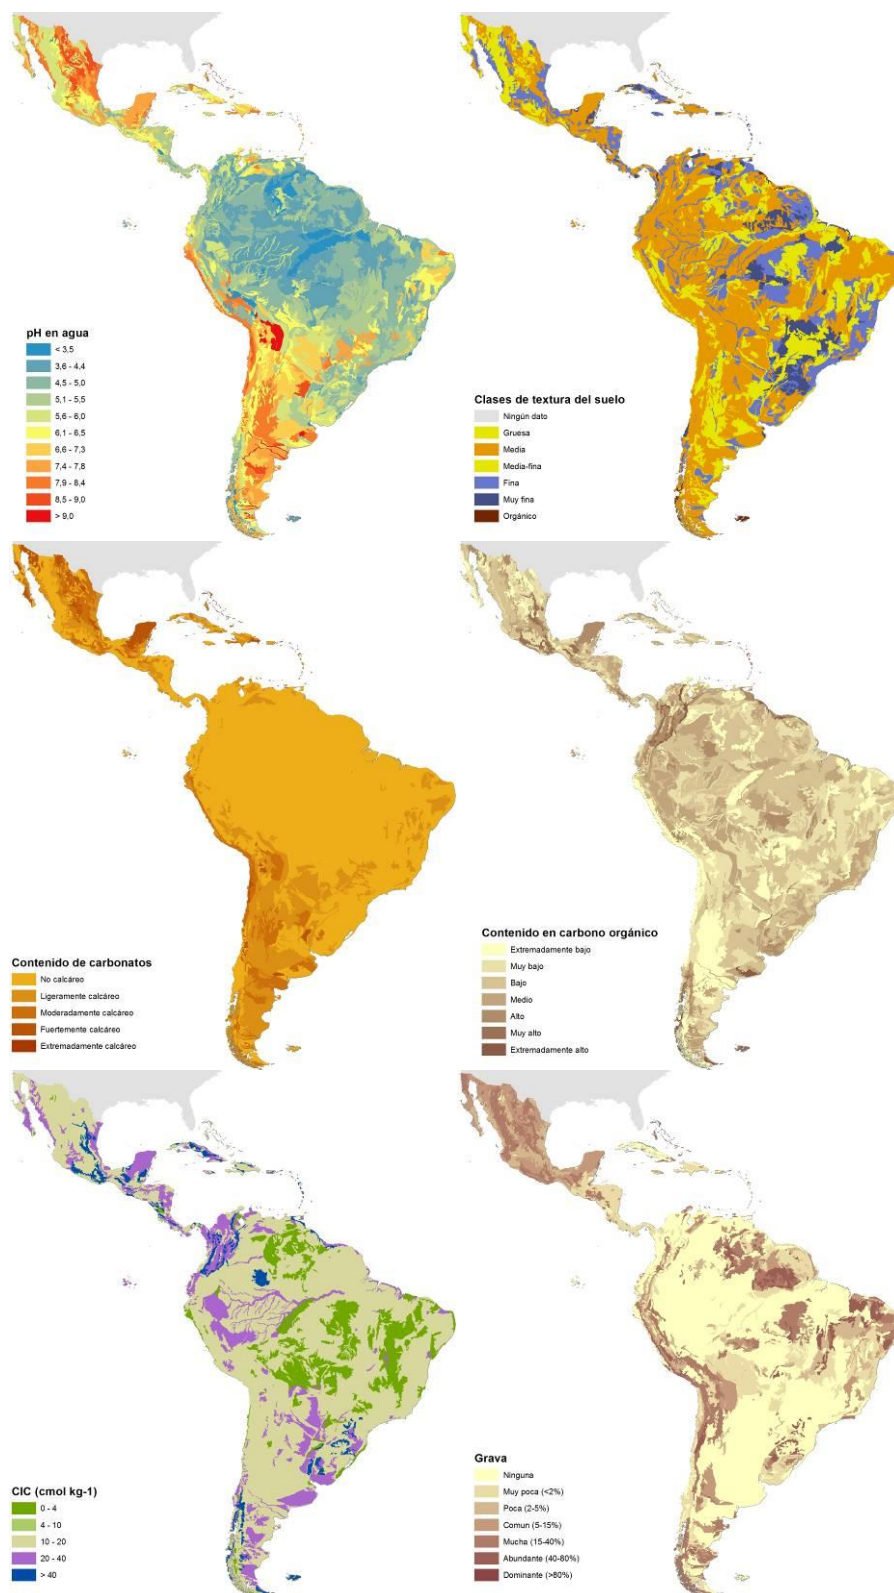 pH en agua
< 3,5
3,6 - 4,4
4,5 - 5,0
5,1 - 5,5
5,6 - 6,0
6,1 - 6,5
6,6 - 7,3
7,4 - 7,8
7,9 - 8,4
8,5 - 9,0
> 9,0
Clases de textura del suelo
Ningún dato
Gruesa
Media
Media-fina
Fina
Muy fina
Orgánico
Contenido de carbonatos
No calcáreo
Ligeramente calcáreo
Moderadamente calcáreo
Fuertemente calcáreo
Extremadamente calcáreo
Contenido en carbono orgánico
Extremadamente bajo
Muy bajo
Bajo
Medio
Alto
Muy alto
Extremadamente alto
CIC (cmol kg-1)
0 - 4
4 - 10
10 - 20
20 - 40
> 40
Grava
Ninguna
Muy poca (<2%)
Poca (2-5%)
Comun (5-15%)
Mucha (15-40%)
Abundante (40-80%)
Dominante (>80%)